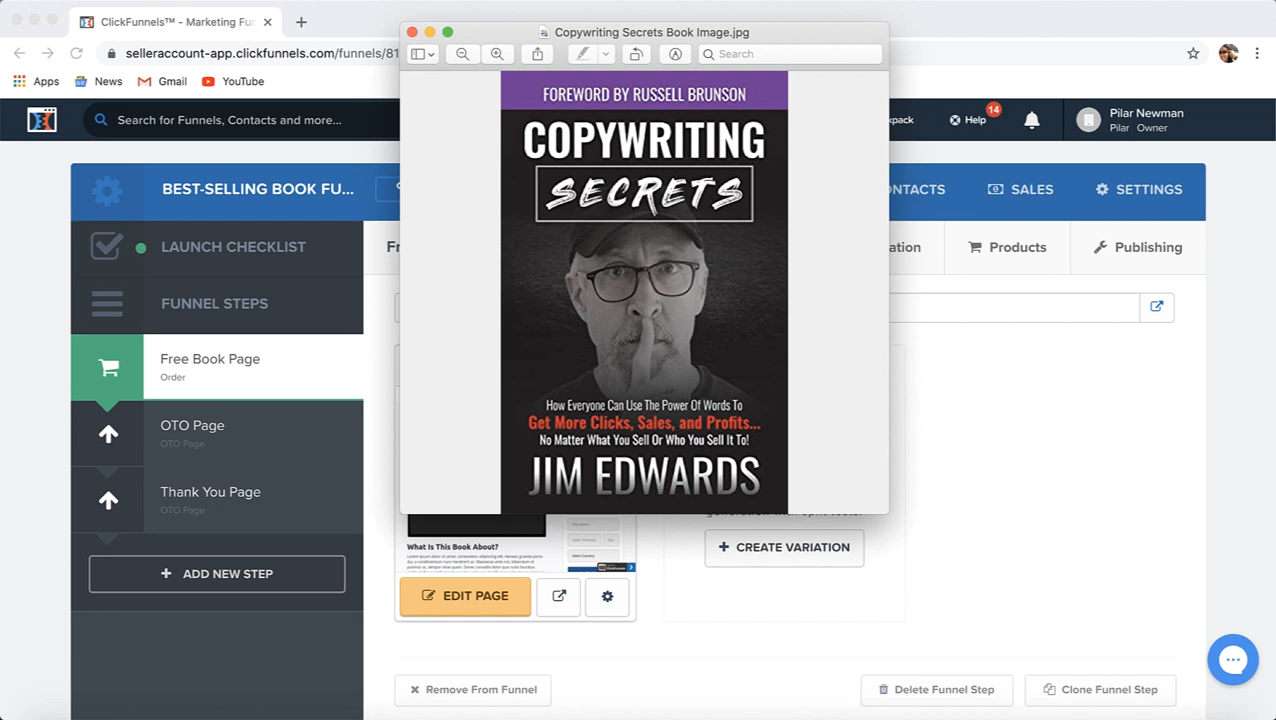 ClickFunnels™ - Marketing Fun
Copywriting Secrets Book Image.jpg
selleraccount-app.clickfunnels.com/funnels/81
Search
Apps
News
Gmail
YouTube
Search for Funnels, Contacts and more...
Help
14
Pilar Newman
Pilar Owner
FOREWORD BY RUSSELL BRUNSON
COPYWRITING
SECRETS
How Everyone Can Use The Power Of Words To
Get More Clicks, Sales, and Profits...
No Matter What You Sell Or Who You Sell It To!
JIM EDWARDS
BEST-SELLING BOOK FU...
SALES
SETTINGS
LAUNCH CHECKLIST
Products
Publishing
FUNNEL STEPS
Free Book Page
Order
OTO Page
OTO Page
Thank You Page
OTO Page
ADD NEW STEP
What Is This Book About?
CREATE VARIATION
EDIT PAGE
Remove From Funnel
Delete Funnel Step
Clone Funnel Step